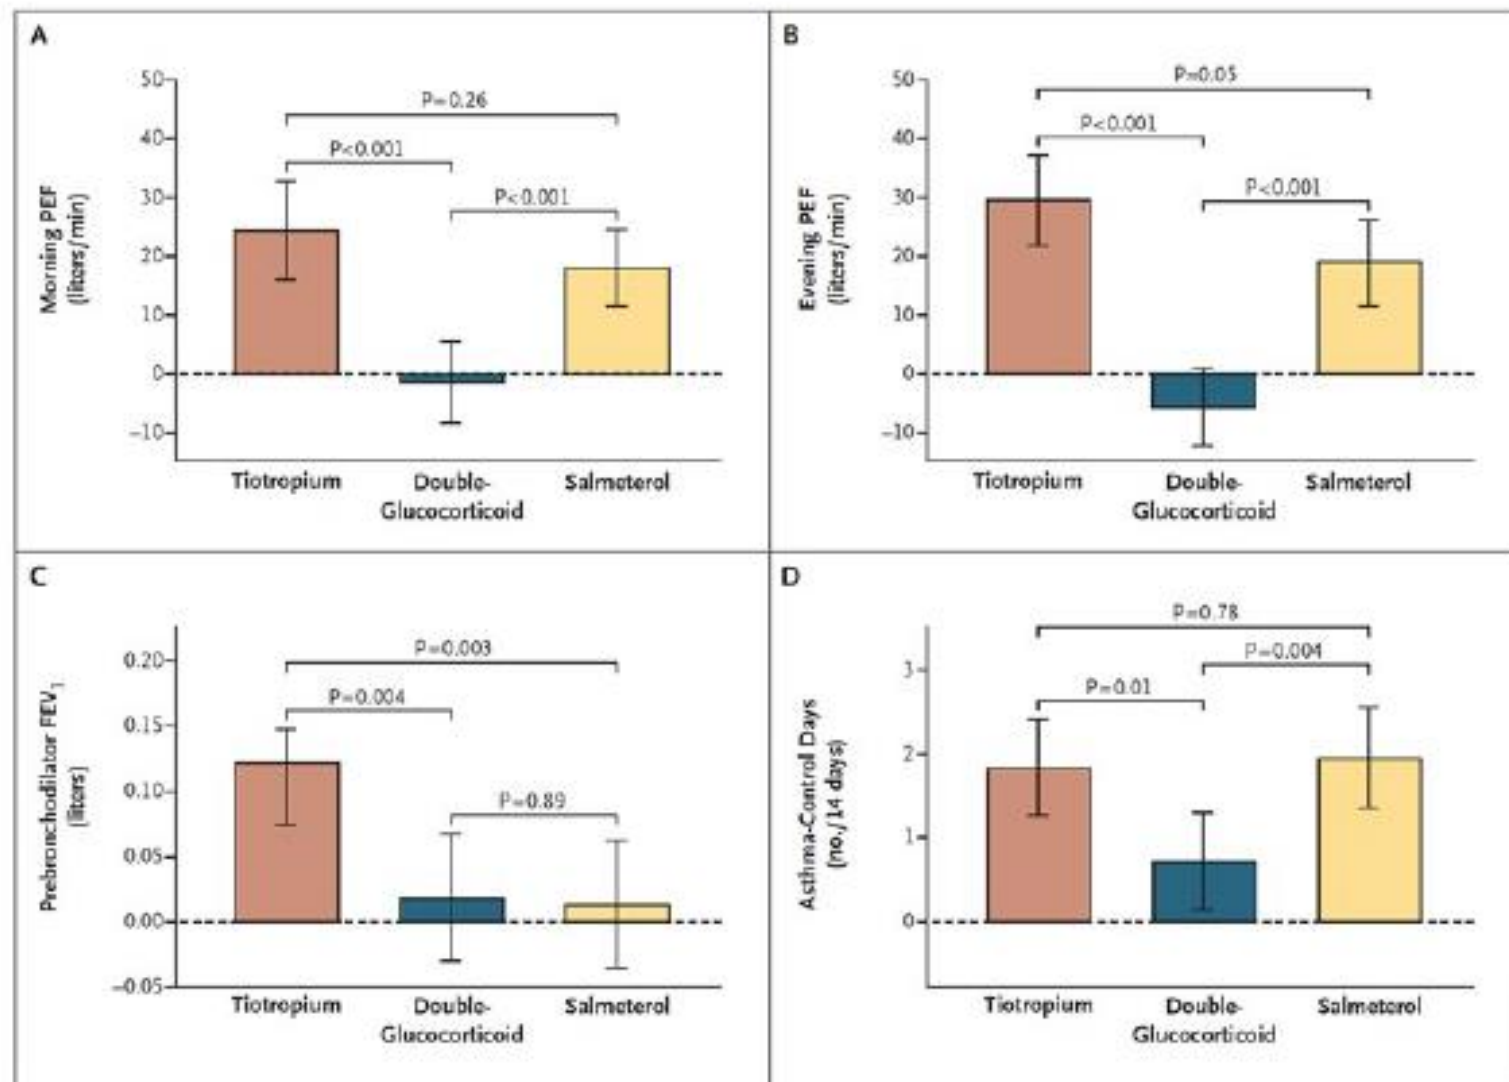 A
50
40
30
20
10
0
–10
Morning PEF
(liters/min)
P=0.26
P<0.001
P<0.001
Tiotropium
Double-
Glucocorticoid
Salmeterol
B
50
40
30
20
10
0
–10
Evening PEF
(liters/min)
P=0.05
P<0.001
P<0.001
Tiotropium
Double-
Glucocorticoid
Salmeterol
C
0.20
0.15
0.10
0.05
0.00
–0.05
Prebronchodilator FEV1
(liters)
P=0.003
P=0.004
P=0.89
Tiotropium
Double-
Glucocorticoid
Salmeterol
D
3
2
1
0
Asthma-Control Days
(no./14 days)
P=0.78
P=0.004
P=0.01
Tiotropium
Double-
Glucocorticoid
Salmeterol